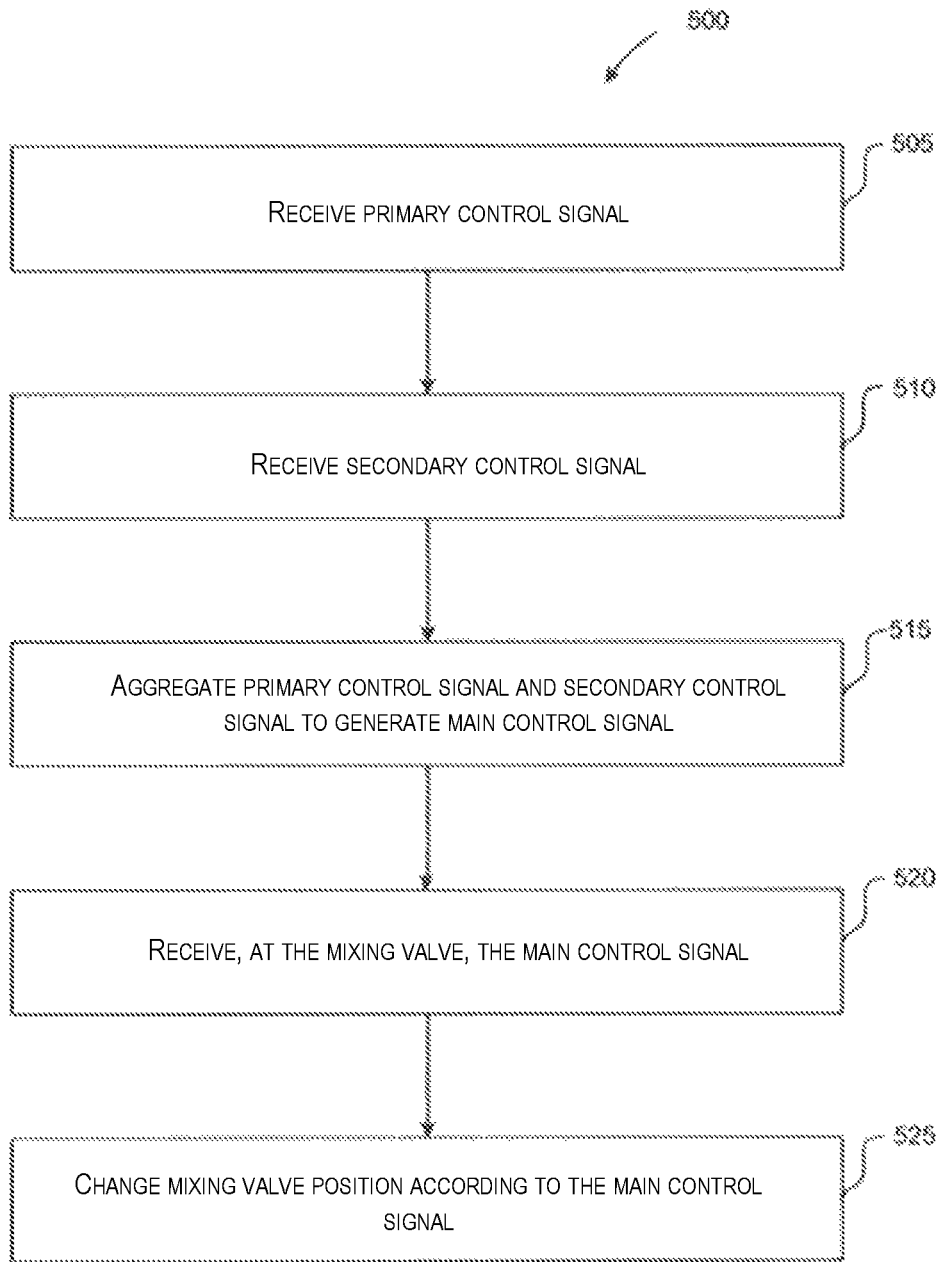 500
505
RECEIVE PRIMARY CONTROL SIGNAL
510
RECEIVE SECONDARY CONTROL SIGNAL
515
AGGREGATE PRIMARY CONTROL SIGNAL AND SECONDARY CONTROL
SIGNAL TO GENERATE MAIN CONTROL SIGNAL
520
RECEIVE, AT THE MIXING VALVE, THE MAIN CONTROL SIGNAL
525
CHANGE MIXING VALVE POSITION ACCORDING TO THE MAIN CONTROL
SIGNAL